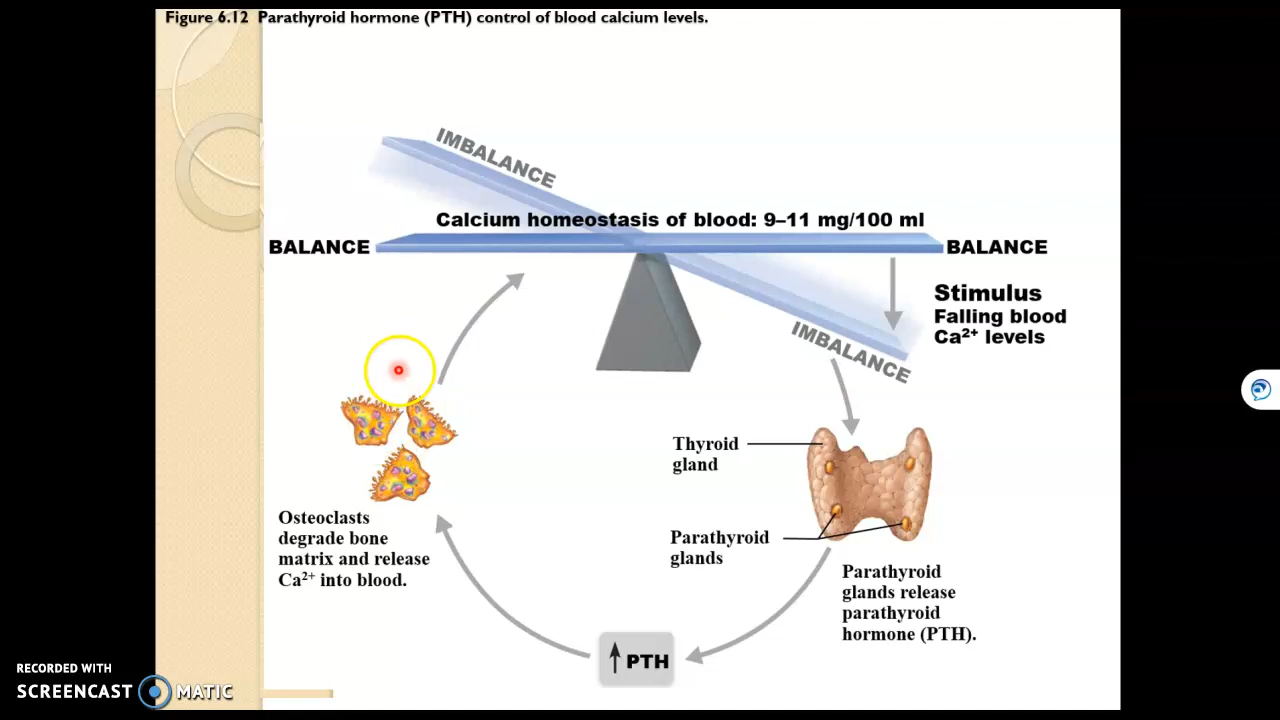 Figure 6.12 Parathyroid hormone (PTH) control of blood calcium levels.
IMBALANCE
Calcium homeostasis of blood: 9–11 mg/100 ml
BALANCE
BALANCE
Stimulus
Falling blood
Ca²⁺ levels
IMBALANCE
Thyroid
gland
Parathyroid
glands
Parathyroid
glands release
parathyroid
hormone (PTH).
Osteoclasts
degrade bone
matrix and release
Ca²⁺ into blood.
↑ PTH
RECORDED WITH
SCREENCAST MATIC